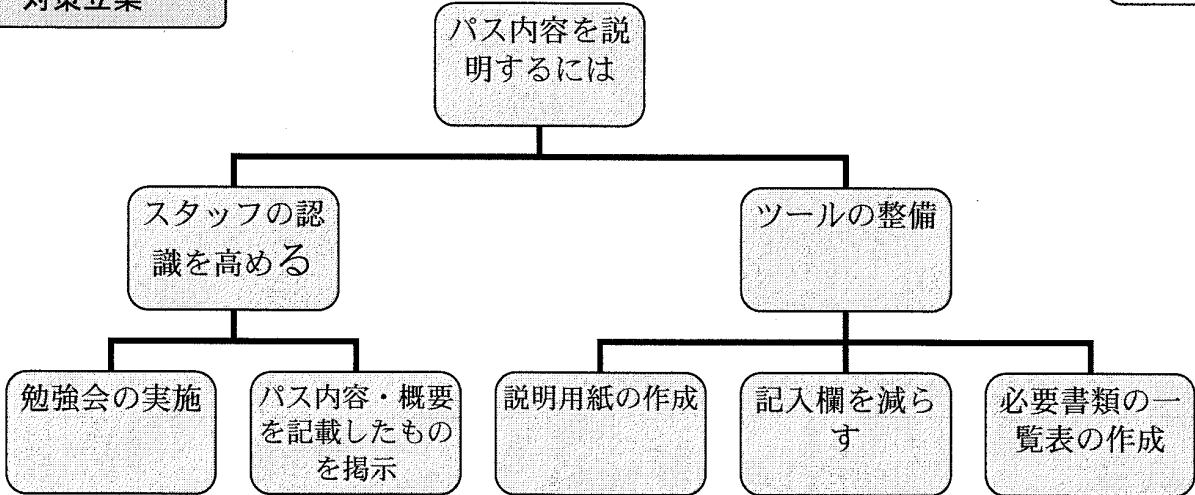 対策立案
パス内容を説
明するには
スタッフの認
識を高める
ツールの整備
勉強会の実施
パス内容・概要
を記載したもの
を掲示
説明用紙の作成
記入欄を減ら
す
必要書類の一
覧表の作成